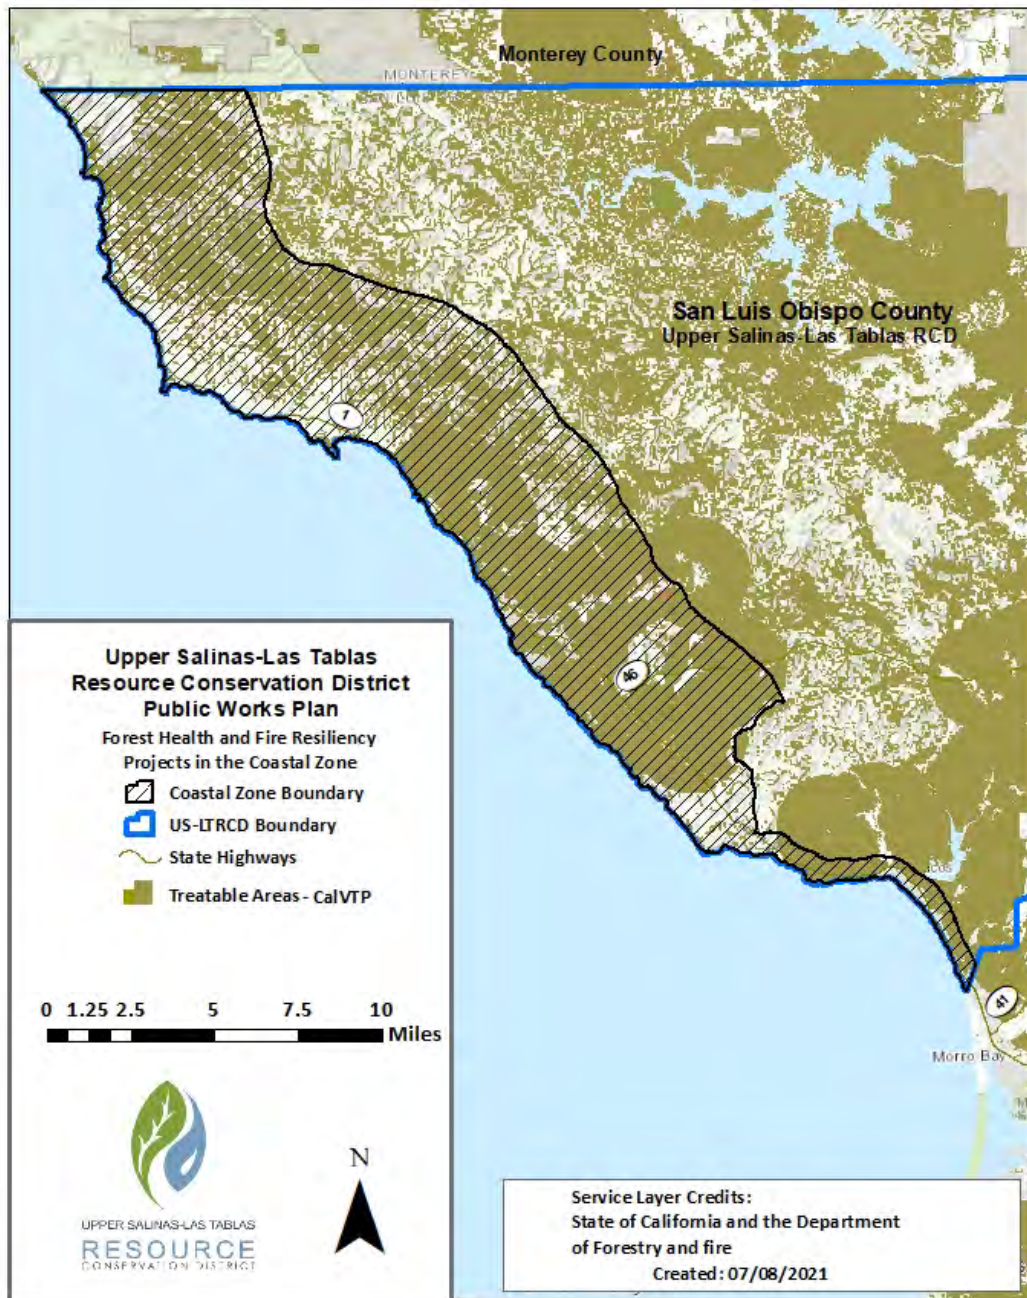 Monterey County
MONTEREY
San Luis Obispo County
Upper Salinas-Las Tablas RCD
1
46
41
Morro Bay
Upper Salinas-Las Tablas
Resource Conservation District
Public Works Plan
Forest Health and Fire Resiliency
Projects in the Coastal Zone
Coastal Zone Boundary
US-LTRCD Boundary
State Highways
Treatable Areas - CalVTP
0 1.25 2.5 5 7.5 10
Miles
UPPER SALINAS-LAS TABLAS
RESOURCE
CONSERVATION DISTRICT
N
Service Layer Credits:
State of California and the Department
of Forestry and fire
Created: 07/08/2021